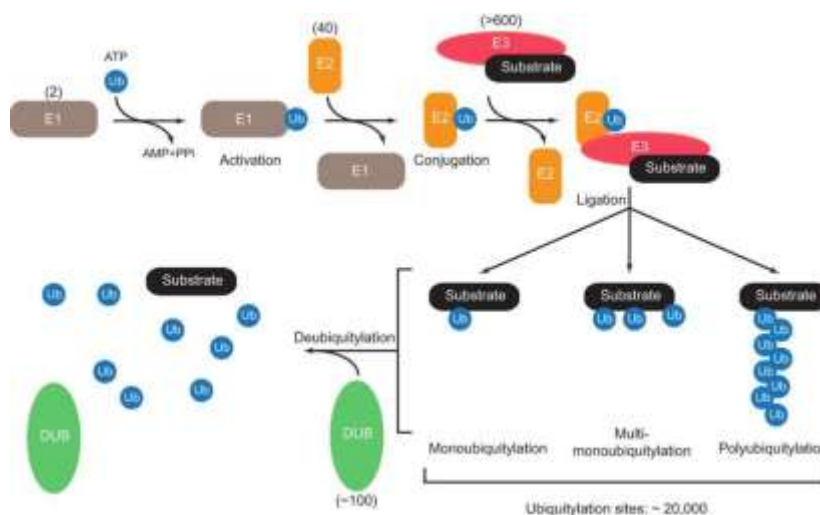 (2)
E1
ATP
Ub
AMP+PPi
E1
Ub
Activation
(40)
E2
E1
E2
Ub
Conjugation
(>600)
E3
Substrate
E2
E2
Ub
E3
Substrate
Ligation
Substrate
Ub
Monoubiquitylation
Substrate
Ub
Ub
Ub
Multi-
monoubiquitylation
Substrate
Ub
Ub
Ub
Ub
Ub
Ub
Ub
Ub
Polyubiquitylation
Ubiquitylation sites: ~ 20,000
Deubiquitylation
DUB
(~100)
Substrate
Ub
Ub
Ub
Ub
Ub
Ub
Ub
Ub
DUB